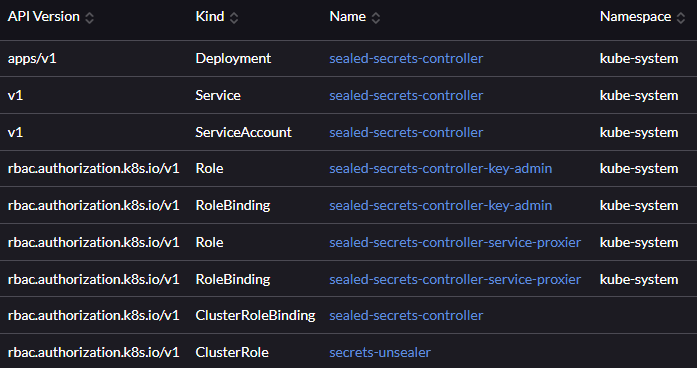 API Version Kind Name Namespace
apps/v1 Deployment sealed-secrets-controller kube-system
v1 Service sealed-secrets-controller kube-system
v1 ServiceAccount sealed-secrets-controller kube-system
rbac.authorization.k8s.io/v1 Role sealed-secrets-controller-key-admin kube-system
rbac.authorization.k8s.io/v1 RoleBinding sealed-secrets-controller-key-admin kube-system
rbac.authorization.k8s.io/v1 Role sealed-secrets-controller-service-proxier kube-system
rbac.authorization.k8s.io/v1 RoleBinding sealed-secrets-controller-service-proxier kube-system
rbac.authorization.k8s.io/v1 ClusterRoleBinding sealed-secrets-controller
rbac.authorization.k8s.io/v1 ClusterRole secrets-unsealer